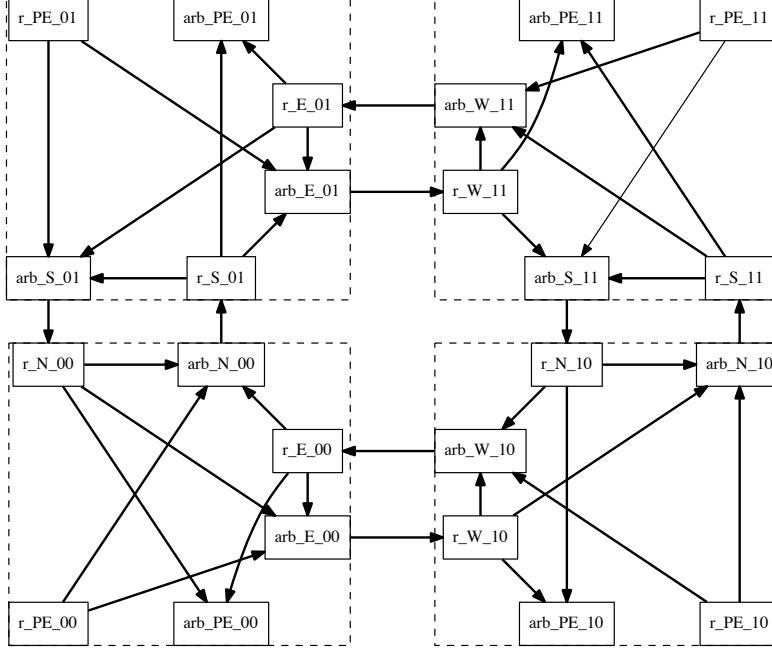 r_PE_01
arb_PE_01
arb_PE_11
r_PE_11
r_E_01
arb_W_11
arb_E_01
r_W_11
arb_S_01
r_S_01
arb_S_11
r_S_11
r_N_00
arb_N_00
r_N_10
arb_N_10
r_E_00
arb_W_10
arb_E_00
r_W_10
r_PE_00
arb_PE_00
arb_PE_10
r_PE_10